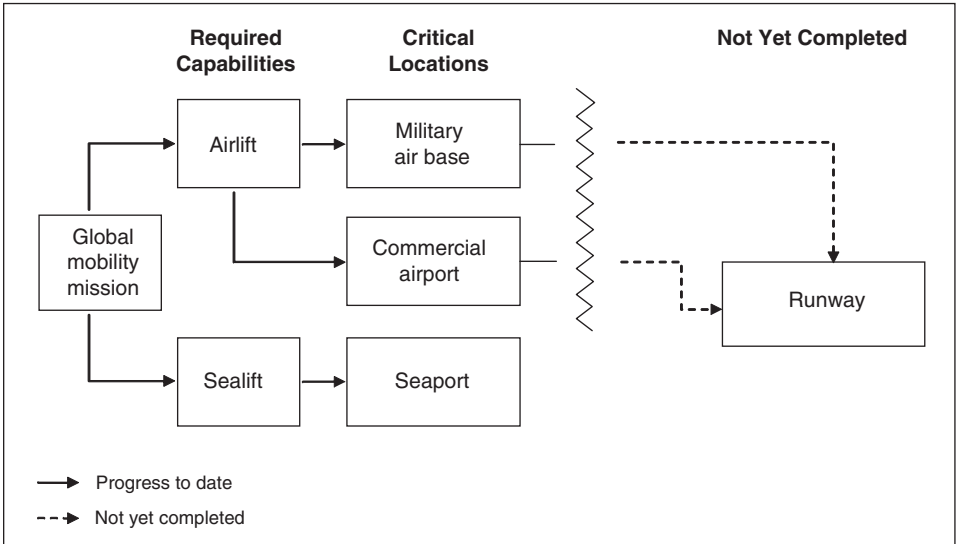 Required
Capabilities
Critical
Locations
Not Yet Completed
Airlift
Military
air base
Global
mobility
mission
Commercial
airport
Runway
Sealift
Seaport
Progress to date
Not yet completed